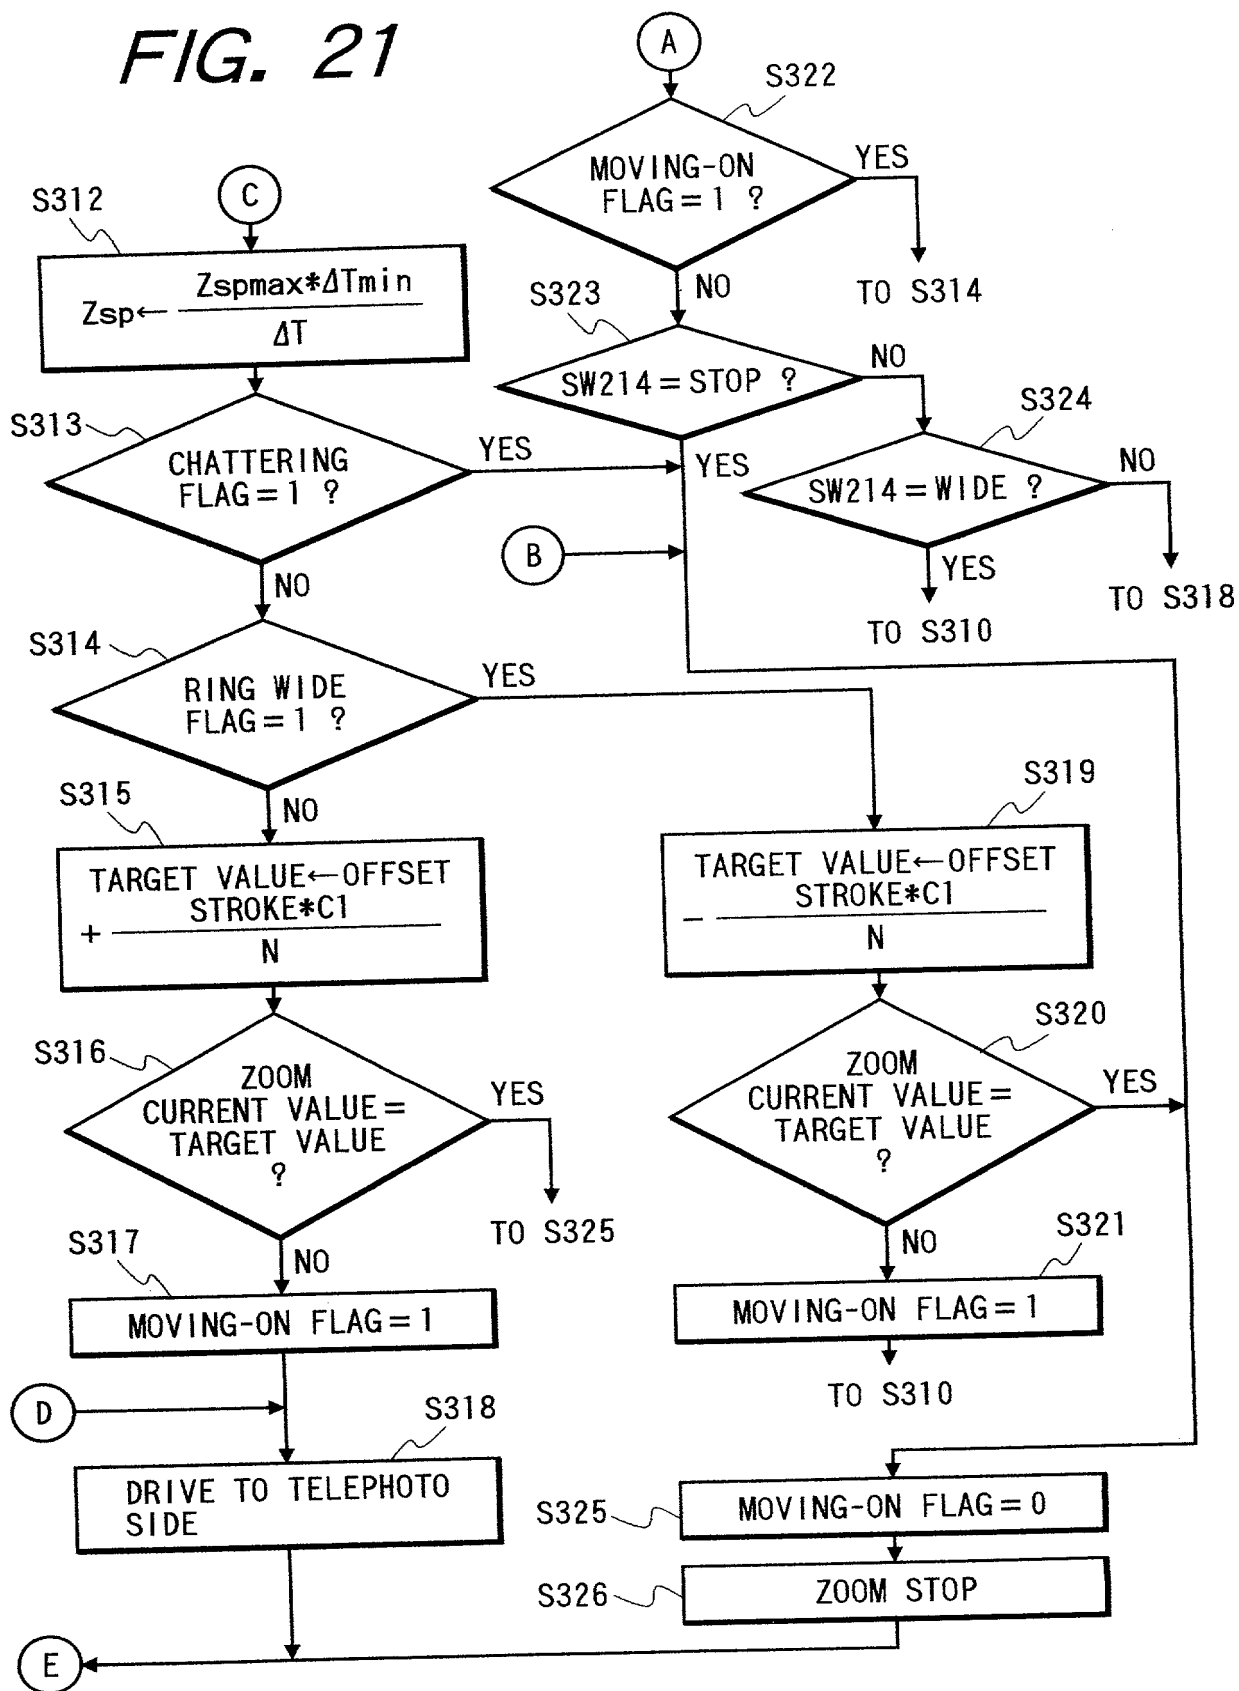 FIG. 21
A
S322
MOVING-ON
FLAG=1 ?
YES
TO S314
NO
S323
SW214=STOP ?
NO
YES
S324
SW214=WIDE ?
NO
TO S318
YES
TO S310
B
C
S312
Zsp← Zspmax*ΔTmin
ΔT
S313
CHATTERING
FLAG=1 ?
YES
NO
S314
RING WIDE
FLAG=1 ?
YES
NO
S315
TARGET VALUE←OFFSET
+ STROKE*C1
N
S316
ZOOM
CURRENT VALUE=
TARGET VALUE
?
YES
TO S325
NO
S317
MOVING-ON FLAG=1
D
S318
DRIVE TO TELEPHOTO
SIDE
S319
TARGET VALUE←OFFSET
- STROKE*C1
N
S320
ZOOM
CURRENT VALUE=
TARGET VALUE
?
YES
NO
S321
MOVING-ON FLAG=1
TO S310
S325
MOVING-ON FLAG=0
S326
ZOOM STOP
E